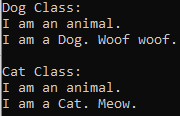 Dog Class:
I am an animal.
I am a Dog. Woof woof.
Cat Class:
I am an animal.
I am a Cat. Meow.